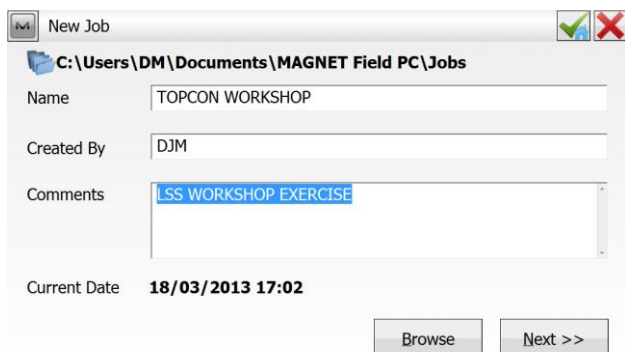 M New Job
C:\Users\DM\Documents\MAGNET Field PC\Jobs
Name TOPCON WORKSHOP
Created By DJM
Comments LSS WORKSHOP EXERCISE
Current Date 18/03/2013 17:02
Browse Next >>